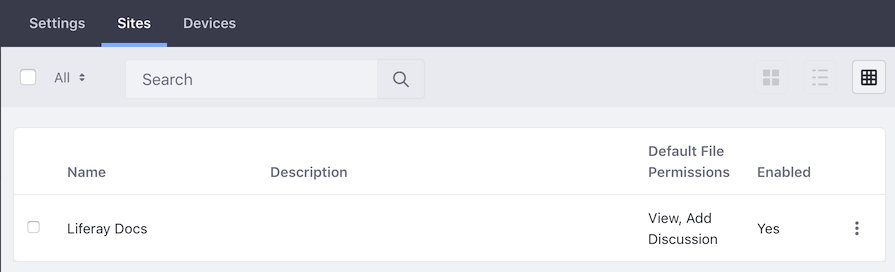 Settings Sites Devices
All Search
Name Description Default File Permissions Enabled
Liferay Docs View, Add Discussion Yes